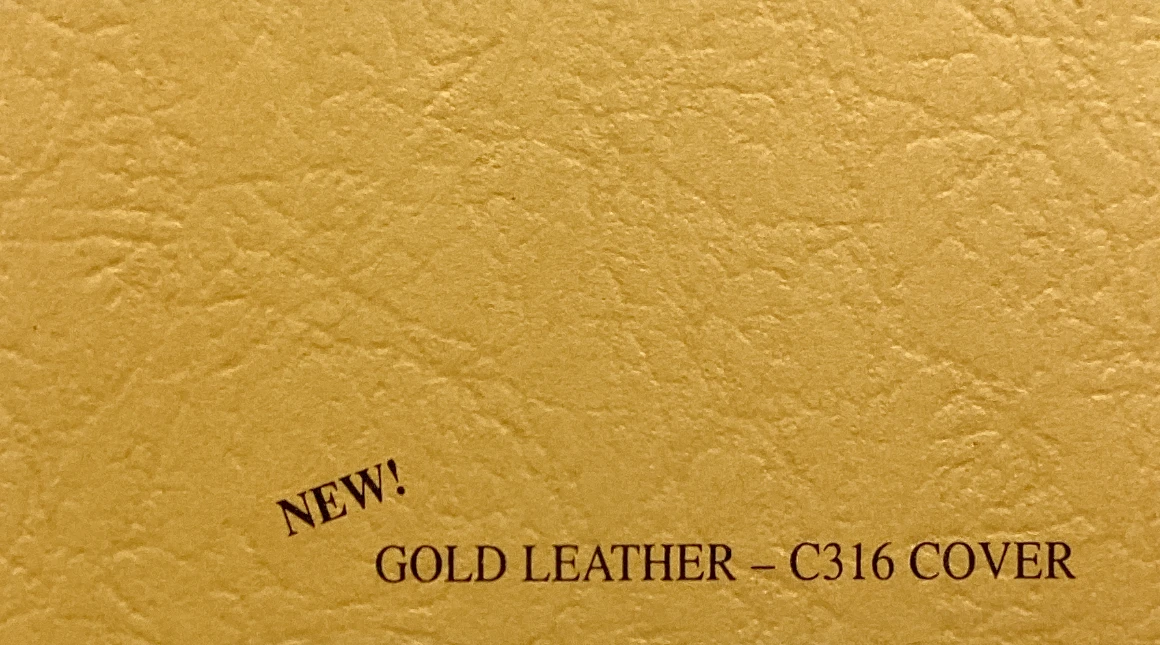 NEW!
GOLD LEATHER – C316 COVER